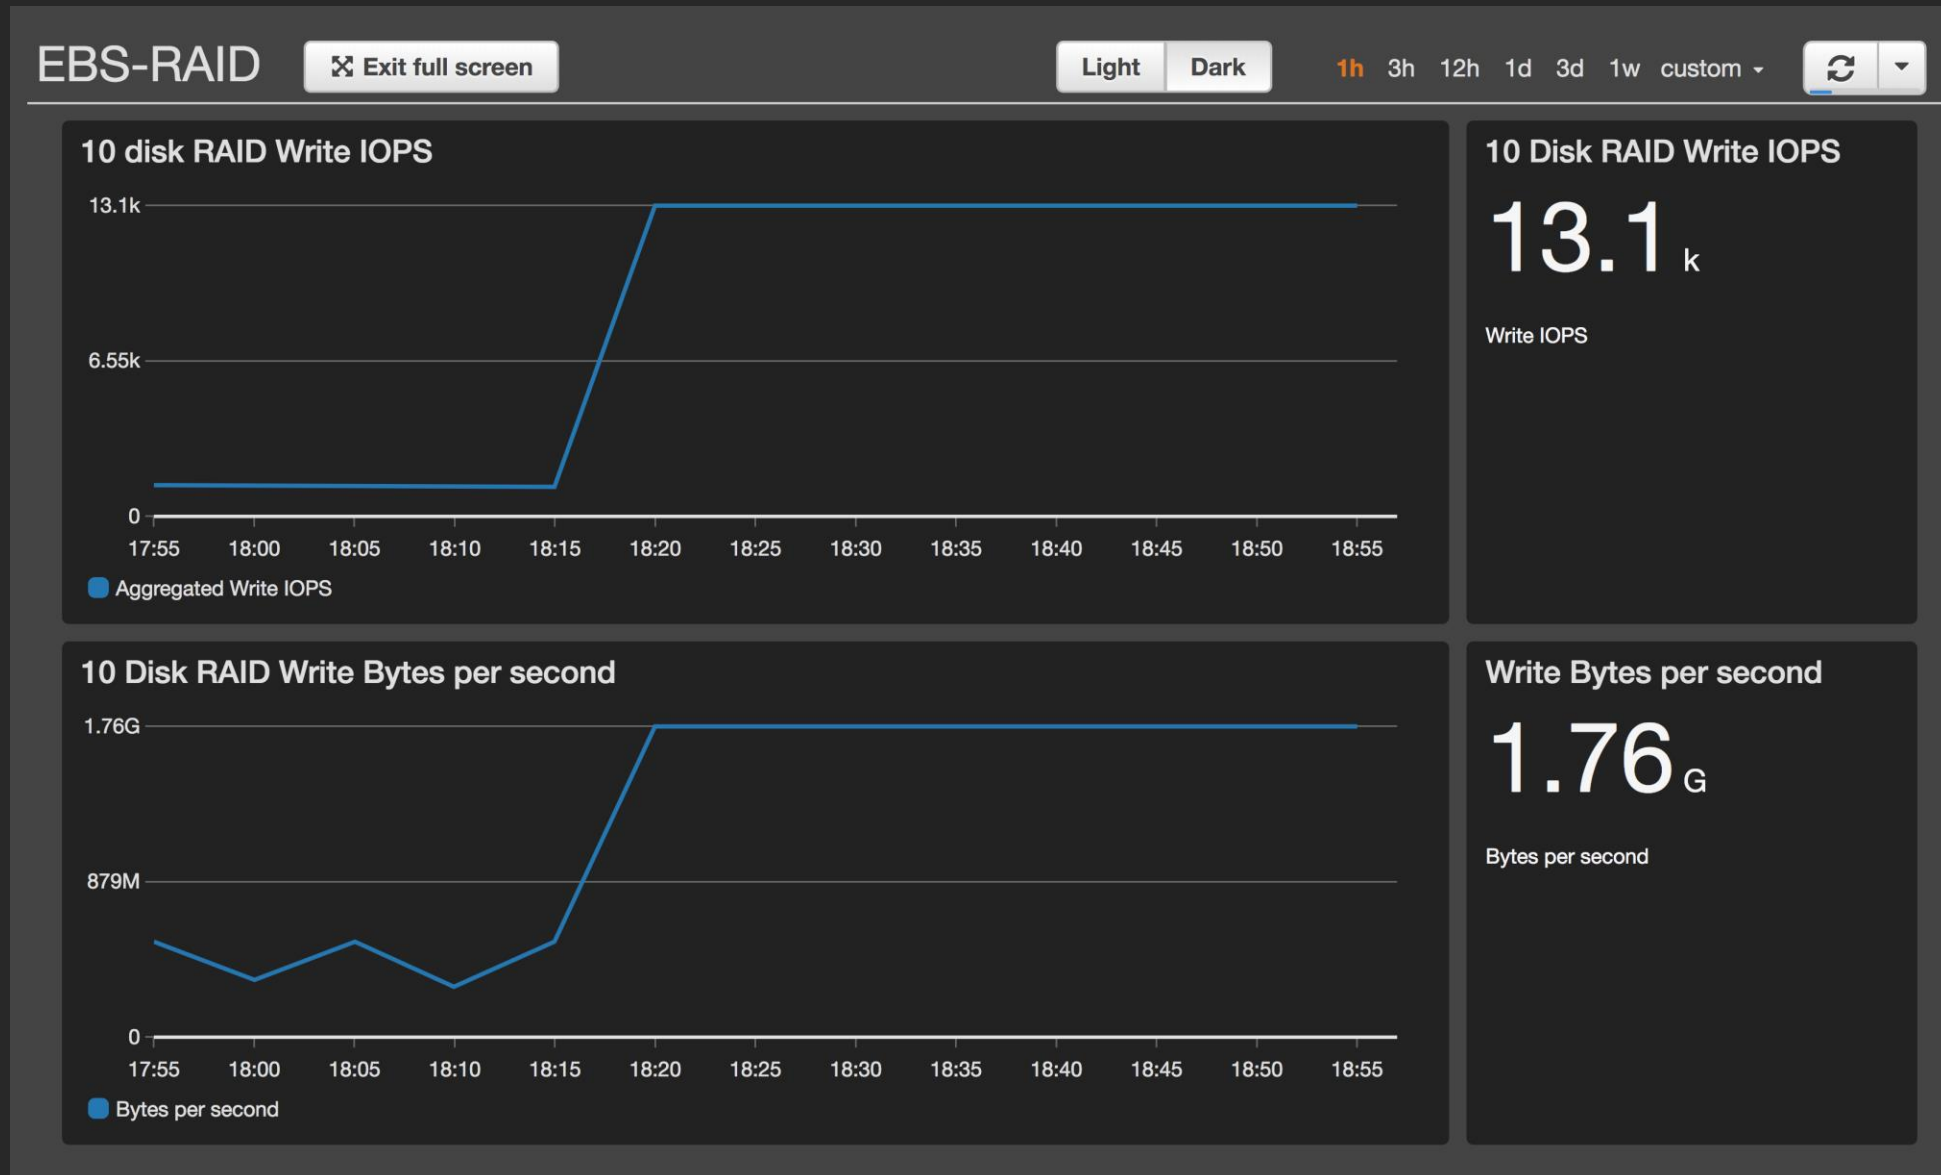 EBS-RAID
Exit full screen
Light Dark
1h 3h 12h 1d 3d 1w custom
10 disk RAID Write IOPS
13.1k
6.55k
0
17:55 18:00 18:05 18:10 18:15 18:20 18:25 18:30 18:35 18:40 18:45 18:50 18:55
Aggregated Write IOPS
10 Disk RAID Write IOPS
13.1 k
Write IOPS
10 Disk RAID Write Bytes per second
1.76G
879M
0
17:55 18:00 18:05 18:10 18:15 18:20 18:25 18:30 18:35 18:40 18:45 18:50 18:55
Bytes per second
Write Bytes per second
1.76 G
Bytes per second